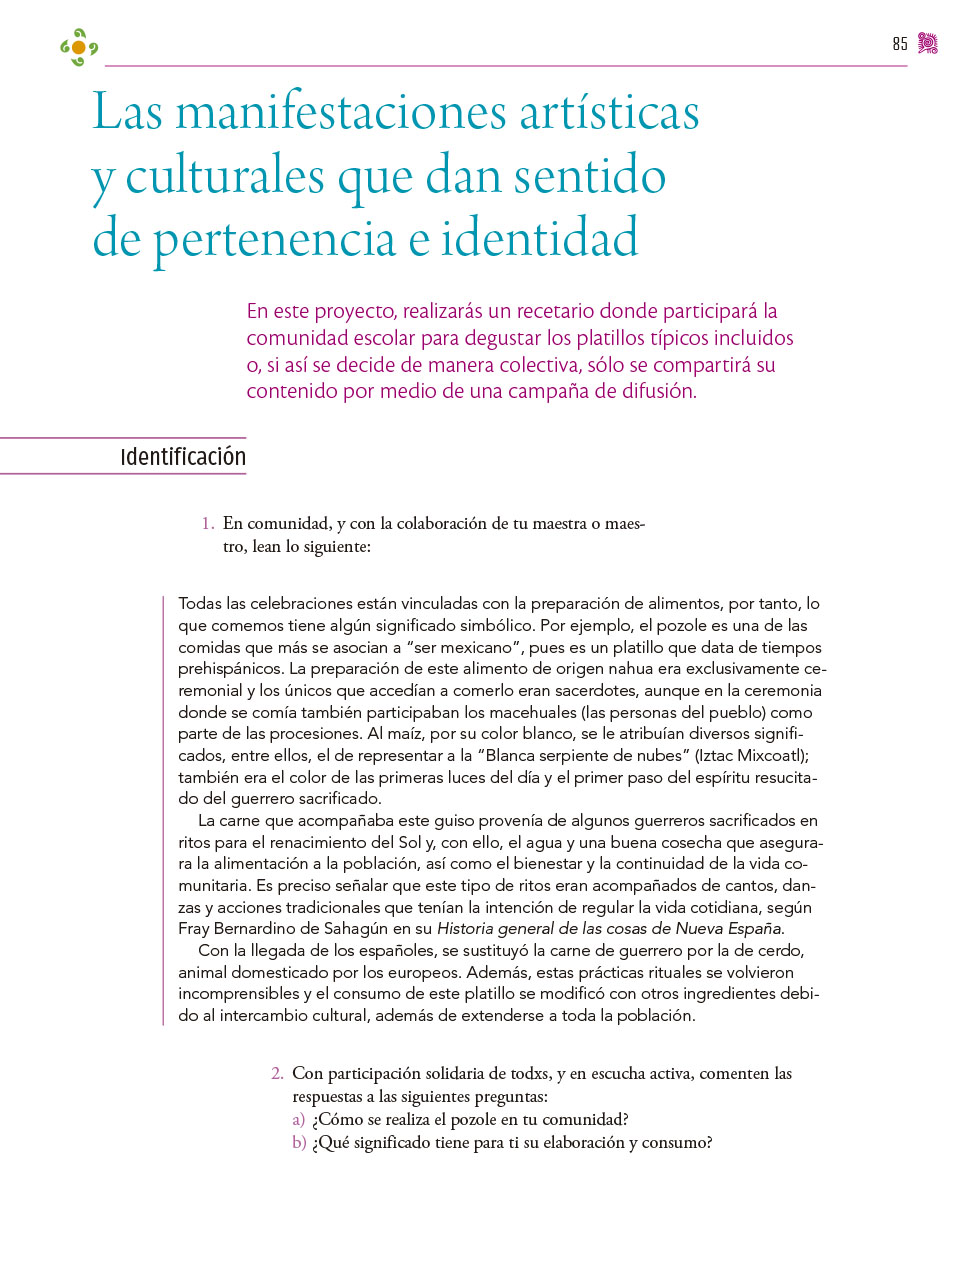 85
Las manifestaciones artísticas
y culturales que dan sentido
de pertenencia e identidad
En este proyecto, realizarás un recetario donde participará la
comunidad escolar para degustar los platillos típicos incluidos
o, si así se decide de manera colectiva, sólo se compartirá su
contenido por medio de una campaña de difusión.
Identificación
1. En comunidad, y con la colaboración de tu maestra o maes-
tro, lean lo siguiente:
Todas las celebraciones están vinculadas con la preparación de alimentos, por tanto, lo
que comemos tiene algún significado simbólico. Por ejemplo, el pozole es una de las
comidas que más se asocian a “ser mexicano”, pues es un platillo que data de tiempos
prehispánicos. La preparación de este alimento de origen nahua era exclusivamente ce-
remonial y los únicos que accedían a comerlo eran sacerdotes, aunque en la ceremonia
donde se comía también participaban los macehuales (las personas del pueblo) como
parte de las procesiones. Al maíz, por su color blanco, se le atribuían diversos signifi-
cados, entre ellos, el de representar a la “Blanca serpiente de nubes” (Iztac Mixcoatl);
también era el color de las primeras luces del día y el primer paso del espíritu resucita-
do del guerrero sacrificado.
La carne que acompañaba este guiso provenía de algunos guerreros sacrificados en
ritos para el renacimiento del Sol y, con ello, el agua y una buena cosecha que asegura-
ra la alimentación a la población, así como el bienestar y la continuidad de la vida co-
munitaria. Es preciso señalar que este tipo de ritos eran acompañados de cantos, dan-
zas y acciones tradicionales que tenían la intención de regular la vida cotidiana, según
Fray Bernardino de Sahagún en su Historia general de las cosas de Nueva España.
Con la llegada de los españoles, se sustituyó la carne de guerrero por la de cerdo,
animal domesticado por los europeos. Además, estas prácticas rituales se volvieron
incomprensibles y el consumo de este platillo se modificó con otros ingredientes debi-
do al intercambio cultural, además de extenderse a toda la población.
2. Con participación solidaria de todxs, y en escucha activa, comenten las
respuestas a las siguientes preguntas:
a) ¿Cómo se realiza el pozole en tu comunidad?
b) ¿Qué significado tiene para ti su elaboración y consumo?